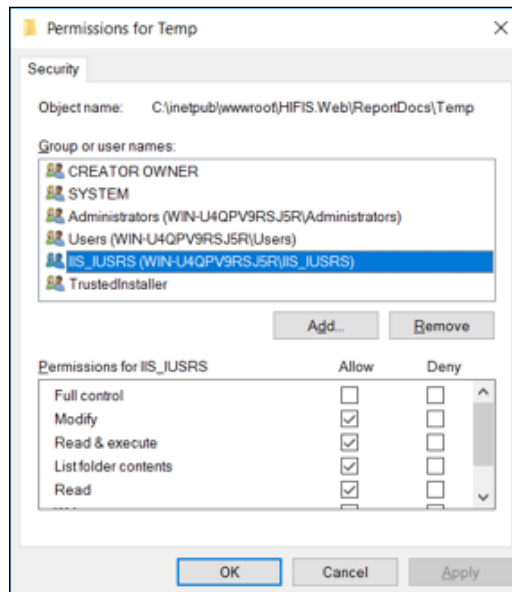 Permissions for Temp
Security
Object name: C:\inetpub\wwwroot\HIFIS.Web\ReportDocs\Temp
Group or user names:
CREATOR OWNER
SYSTEM
Administrators (WIN-U4QPV9RSJ5R\Administrators)
Users (WIN-U4QPV9RSJ5R\Users)
IIS_IUSRS (WIN-U4QPV9RSJ5R\IIS_IUSRS)
TrustedInstaller
Add... Remove
Permissions for IIS_IUSRS Allow Deny
Full control
Modify
Read & execute
List folder contents
Read
OK Cancel Apply